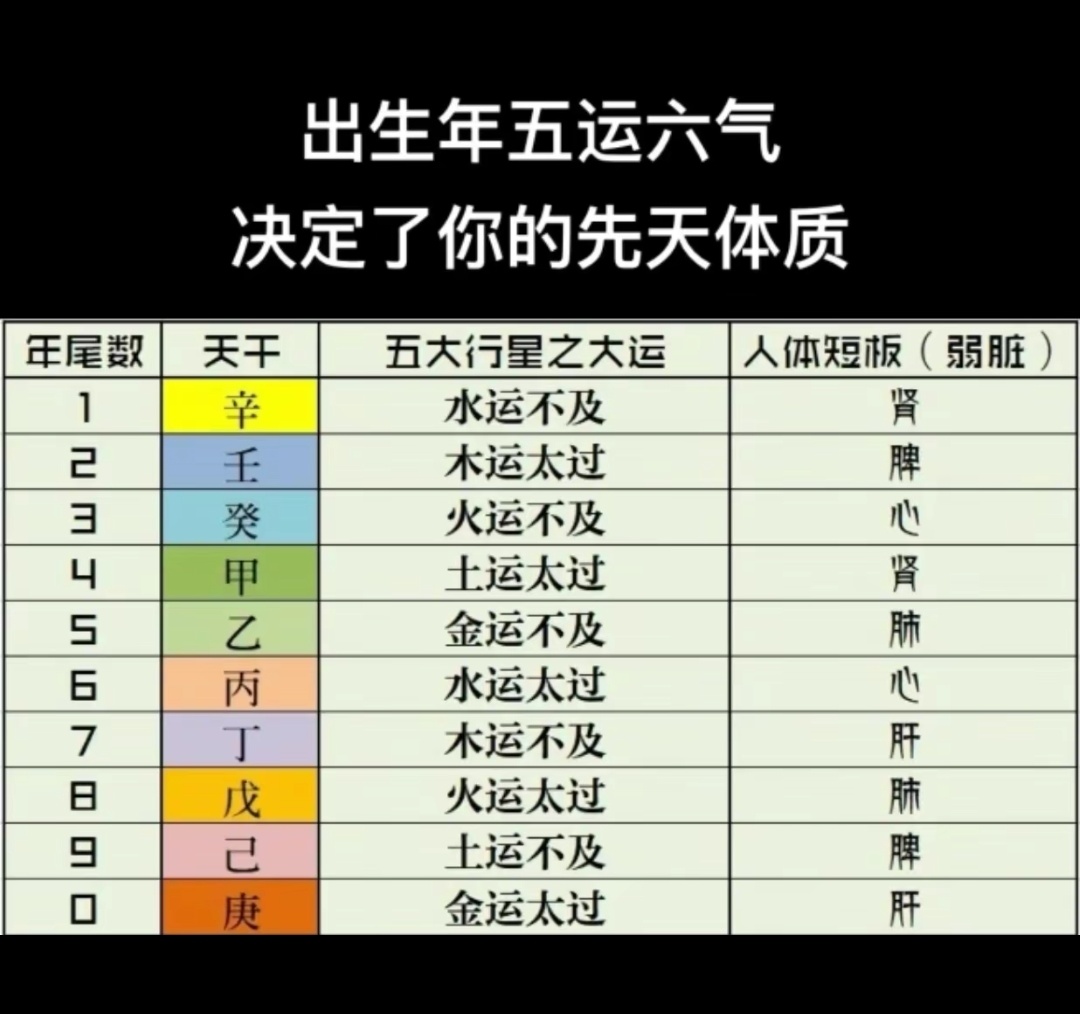 出生年五运六气
决定了你的先天体质
年尾数 天干 五大行星之大运 人体短板（弱脏）
1 辛 水运不及 肾
2 壬 木运太过 脾
3 癸 火运不及 心
4 甲 土运太过 肾
5 乙 金运不及 肺
6 丙 水运太过 心
7 丁 木运不及 肝
8 戊 火运太过 肺
9 己 土运不及 脾
0 庚 金运太过 肝